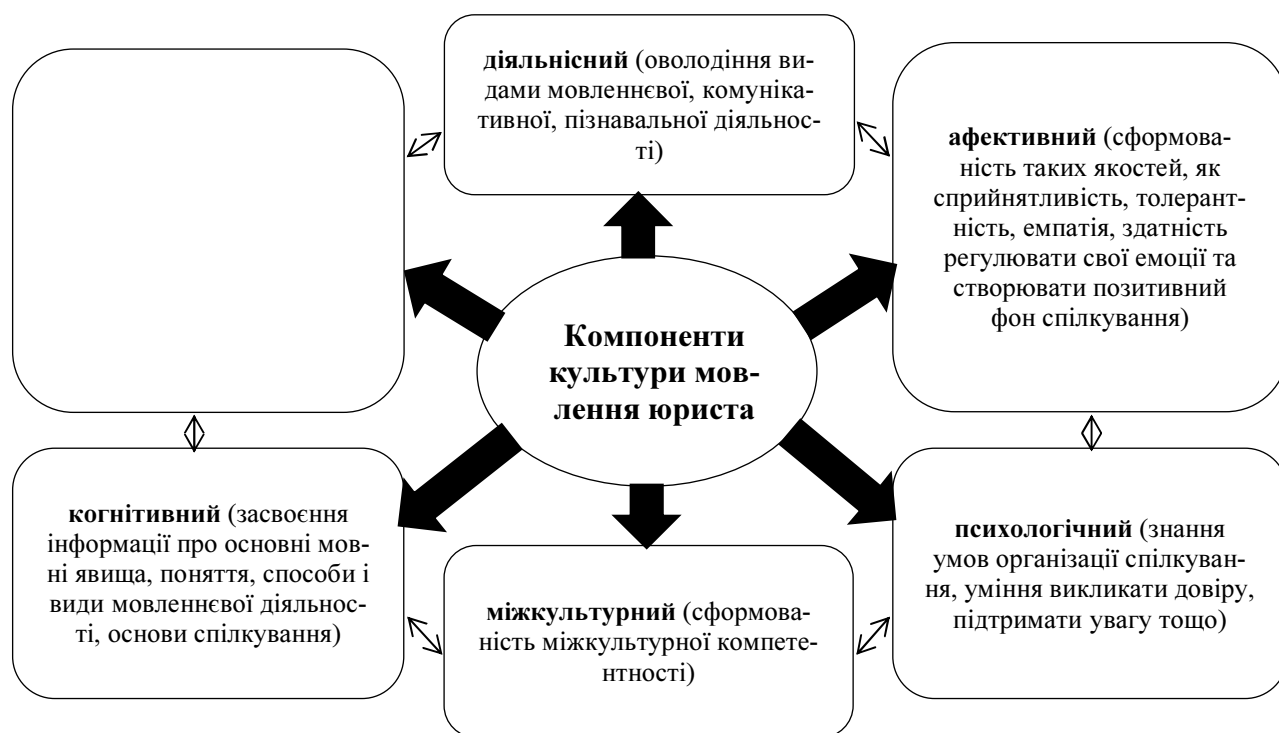 діяльнісний (оволодіння ви-
дами мовленнєвої, комуніка-
тивної, пізнавальної діяльнос-
ті)
афективний (сформова-
ність таких якостей, як
сприйнятливість, толерант-
ність, емпатія, здатність
регулювати свої емоції та
створювати позитивний
фон спілкування)
Компоненти
культури мов-
лення юриста
когнітивний (засвоєння
інформації про основні мов-
ні явища, поняття, способи і
види мовленнєвої діяльнос-
ті, основи спілкування)
міжкультурний (сформова-
ність міжкультурної компете-
нтності)
психологічний (знання
умов організації спілкуван-
ня, уміння викликати довіру,
підтримати увагу тощо)